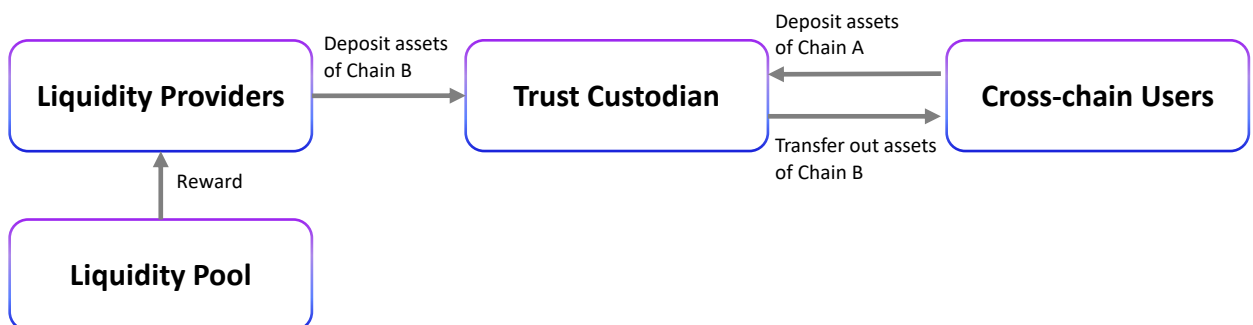 Deposit assets
of Chain B
Deposit assets
of Chain A
Liquidity Providers
Trust Custodian
Cross-chain Users
Transfer out assets
of Chain B
Reward
Liquidity Pool